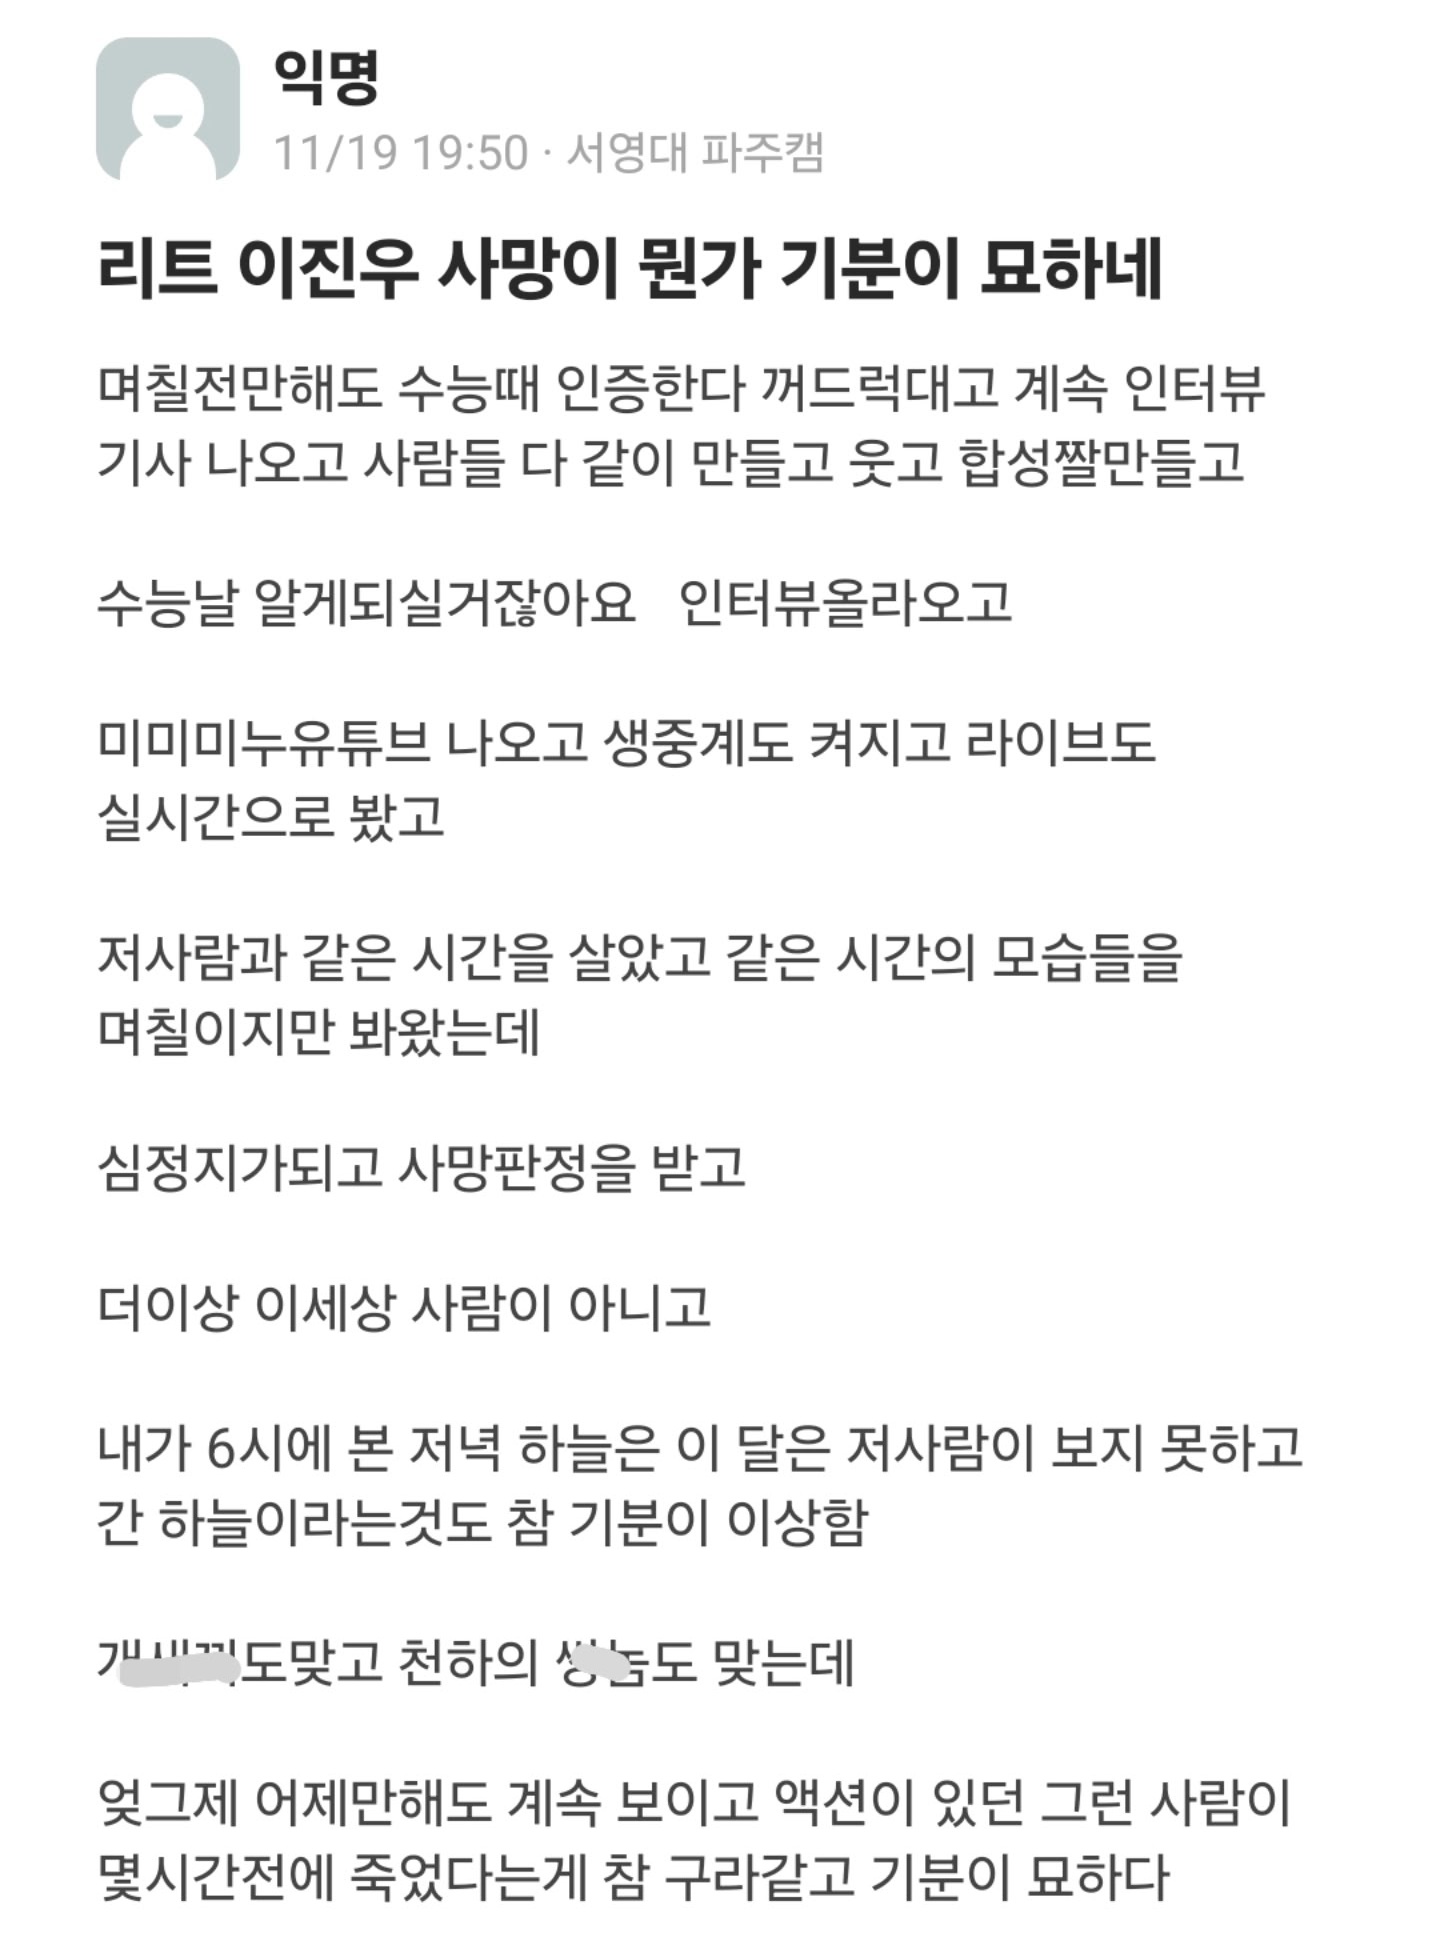 익명
11/19 19:50 · 서영대 파주캠
리트 이진우 사망이 뭔가 기분이 묘하네
며칠전만해도 수능때 인증한다 꺼드럭대고 계속 인터뷰
기사 나오고 사람들 다 같이 만들고 웃고 합성짤만들고
수능날 알게되실거잖아요 인터뷰올라오고
미미미누유튜브 나오고 생중계도 켜지고 라이브도
실시간으로 봤고
저사람과 같은 시간을 살았고 같은 시간의 모습들을
며칠이지만 봐왔는데
심정지가되고 사망판정을 받고
더이상 이세상 사람이 아니고
내가 6시에 본 저녁 하늘은 이 달은 저사람이 보지 못하고
간 하늘이라는것도 참 기분이 이상함
도맞고 천하의 도 맞는데
엊그제 어제만해도 계속 보이고 액션이 있던 그런 사람이
몇시간전에 죽었다는게 참 구라같고 기분이 묘하다